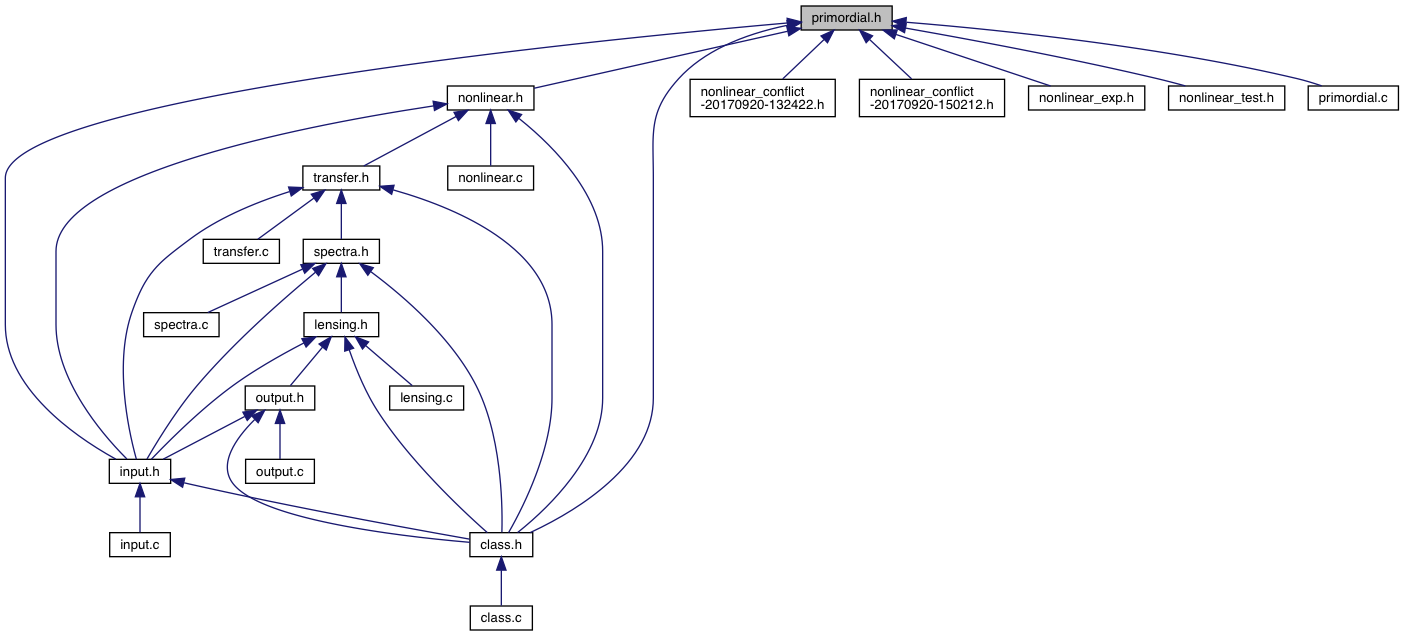 primordial.h
nonlinear.h
nonlinear_conflict
-20170920-132422.h
nonlinear_conflict
-20170920-150212.h
nonlinear_exp.h
nonlinear_test.h
primordial.c
transfer.h
nonlinear.c
transfer.c
spectra.h
spectra.c
lensing.h
output.h
lensing.c
input.h
output.c
input.c
class.h
class.c